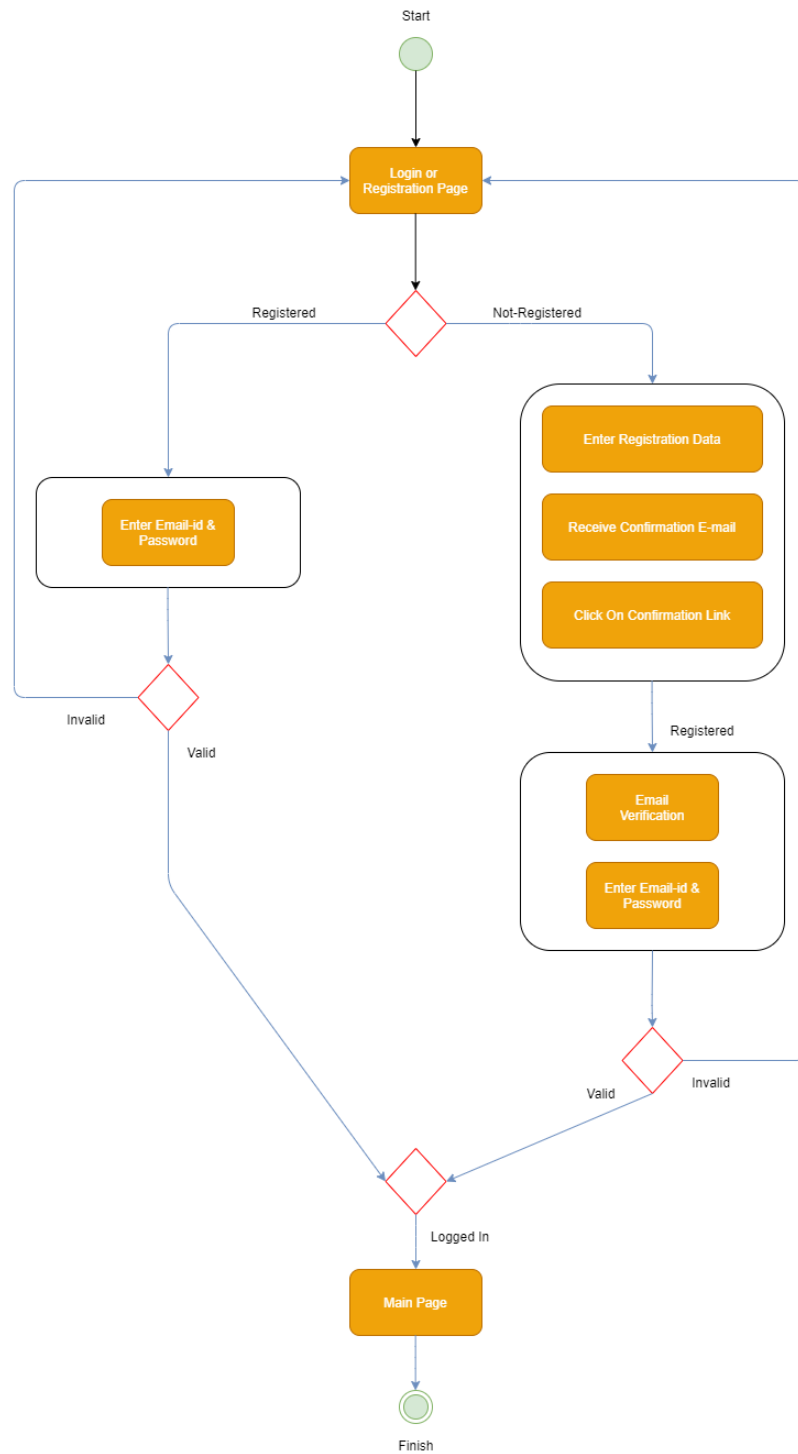 Start
Login or
Registration Page
Registered
Not-Registered
Enter Registration Data
Enter Email-id &
Password
Receive Confirmation E-mail
Click On Confirmation Link
Invalid
Valid
Registered
Email
Verification
Enter Email-id &
Password
Valid
Invalid
Logged In
Main Page
Finish